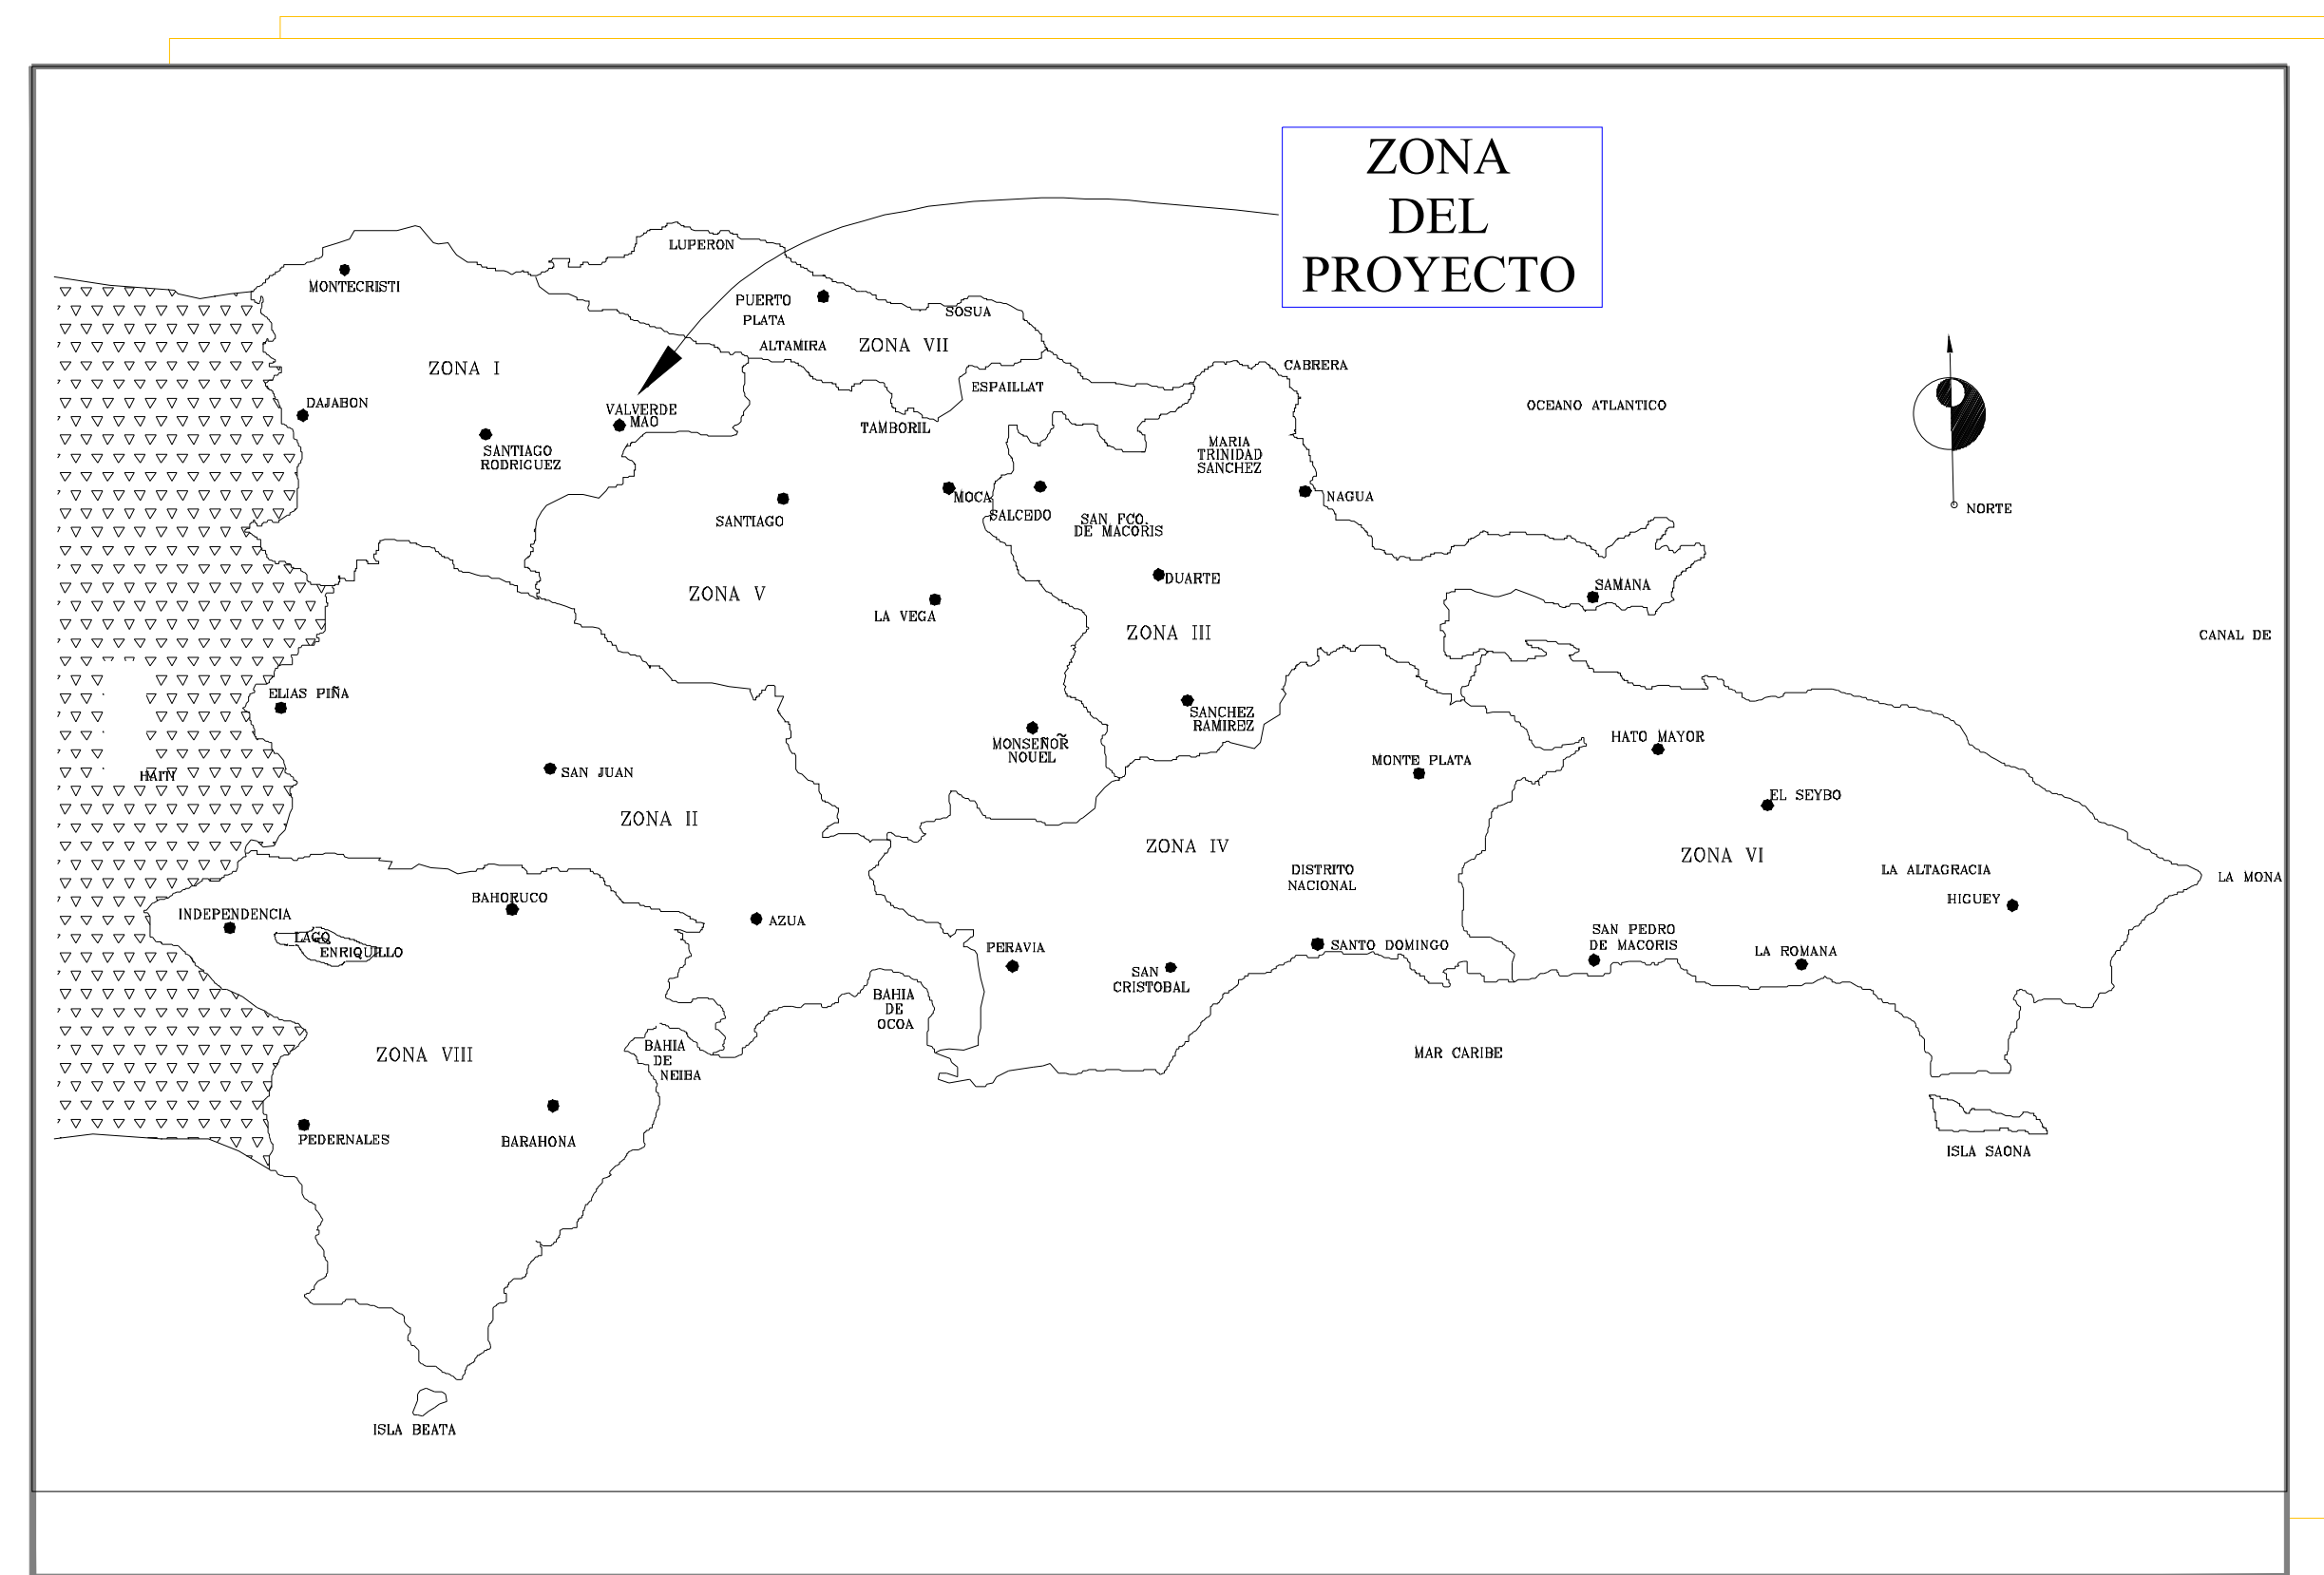 ZONA
DEL
PROYECTO
LUPERON
MONTECRISTI
PUERTO
PLATA
SOSUA
ALTAMIRA
ZONA VII
ZONA I
CABRERA
ESPAILLAT
DAJABON
VALVERDE
MAO
OCEANO ATLANTICO
TAMBORIL
SANTIAGO
RODRIGUEZ
MARIA
TRINIDAD
SANCHEZ
MOCA
NAGUA
NORTE
SANTIAGO
SALCEDO
SAN FCO.
DE MACORIS
DUARTE
SAMANA
ZONA V
LA VEGA
ZONA III
CANAL DE
ELIAS PIÑA
SANCHEZ
RAMIREZ
MONSEÑOR
NOUEL
HATO MAYOR
MONTE PLATA
HAITI
SAN JUAN
EL SEYBO
ZONA II
ZONA IV
ZONA VI
DISTRITO
NACIONAL
LA ALTAGRACIA
LA MONA
BAHORUCO
HIGUEY
INDEPENDENCIA
AZUA
LAGO
ENRIQUILLO
PERAVIA
SANTO DOMINGO
SAN PEDRO
DE MACORIS
LA ROMANA
SAN
CRISTOBAL
BAHIA
DE
OCOA
ZONA VIII
BAHIA
DE
NEIBA
MAR CARIBE
PEDERNALES
BARAHONA
ISLA SAONA
ISLA BEATA